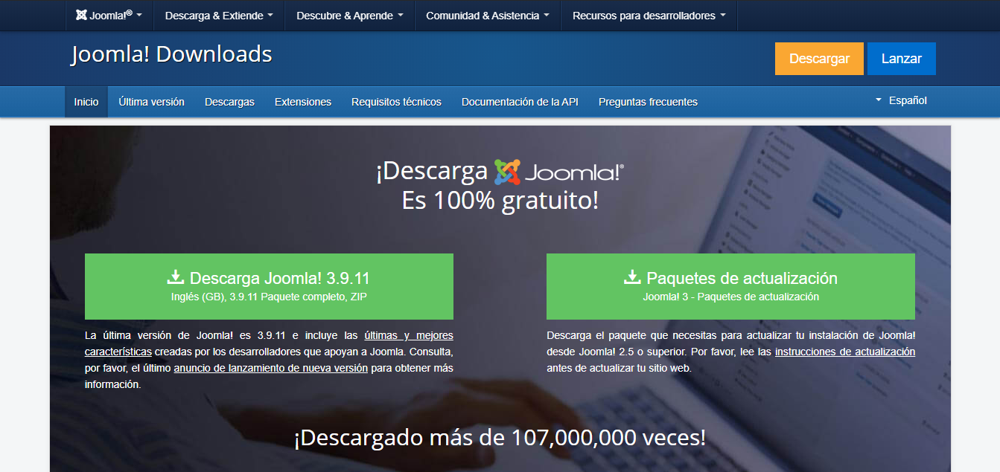 Joomla!®
Descarga & Extiende
Descubre & Aprende
Comunidad & Asistencia
Recursos para desarrolladores
Joomla! Downloads
Descargar
Lanzar
Inicio
Última versión
Descargas
Extensiones
Requisitos técnicos
Documentación de la API
Preguntas frecuentes
Español
¡Descarga Joomla!®
Es 100% gratuito!
Descarga Joomla! 3.9.11
Inglés (GB), 3.9.11 Paquete completo, ZIP
La última versión de Joomla! es 3.9.11 e incluye las últimas y mejores
características creadas por los desarrolladores que apoyan a Joomla. Consulta,
por favor, el último anuncio de lanzamiento de nueva versión para obtener más
información.
Paquetes de actualización
Joomla! 3 - Paquetes de actualización
Descarga el paquete que necesitas para actualizar tu instalación de Joomla!
desde Joomla! 2.5 o superior. Por favor, lee las instrucciones de actualización
antes de actualizar tu sitio web.
¡Descargado más de 107,000,000 veces!